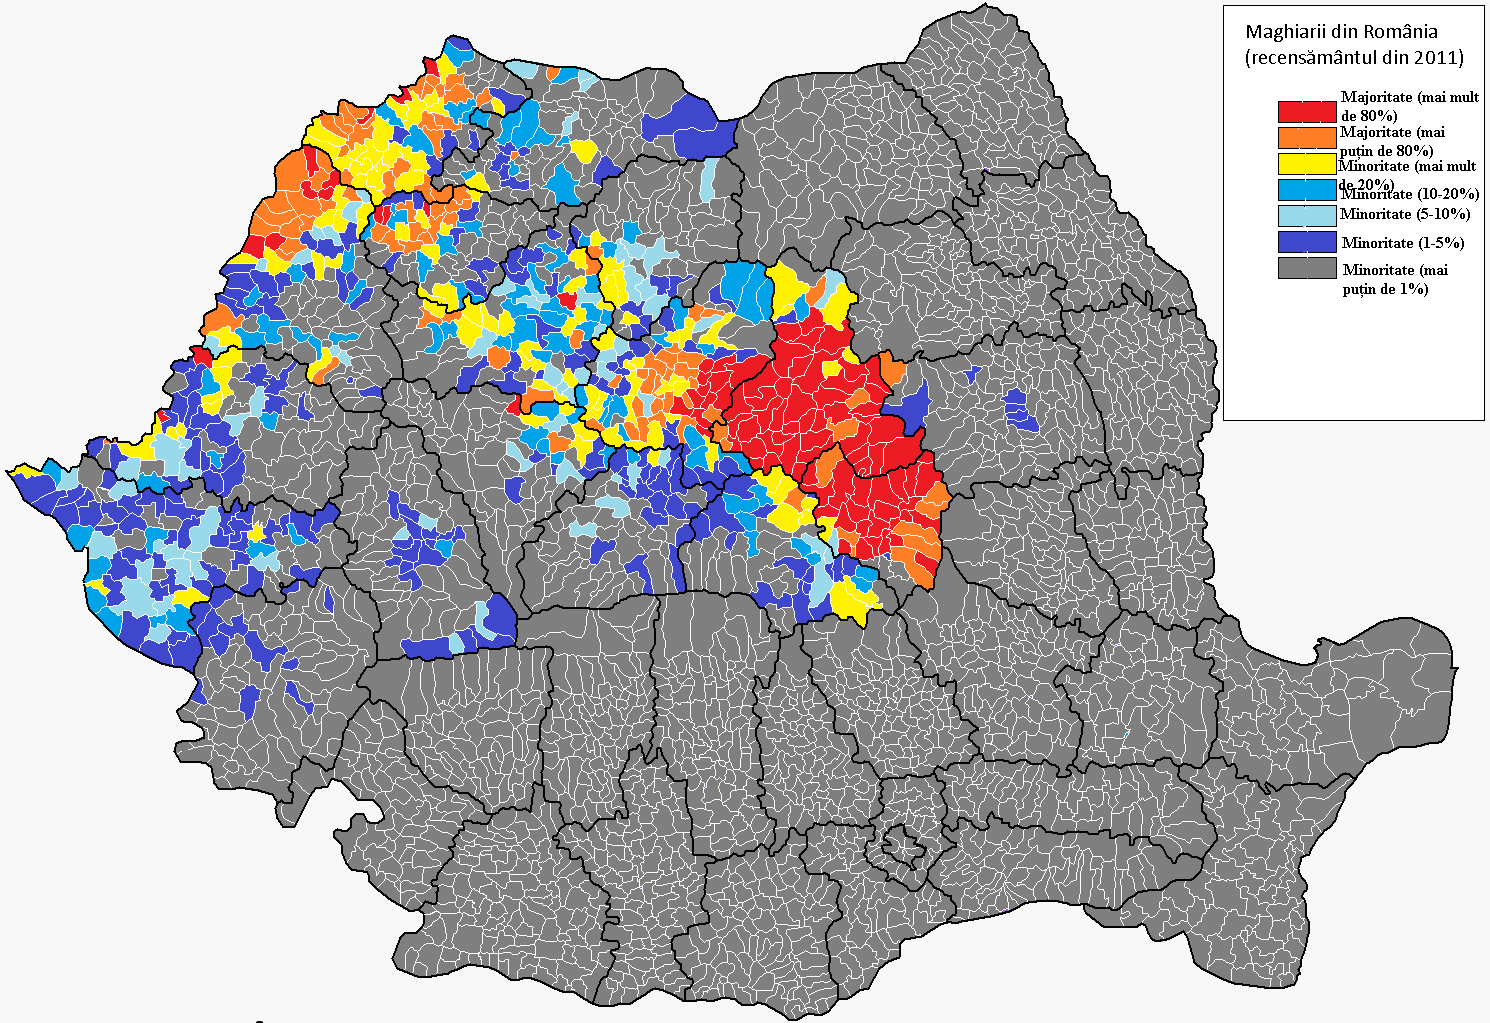 Maghiarii din România
(recensământul din 2011)
Majoritate (mai mult
de 80%)
Majoritate (mai
puțin de 80%)
Minoritate (mai mult
de 20%)
Minoritate (10-20%)
Minoritate (5-10%)
Minoritate (1-5%)
Minoritate (mai
puțin de 1%)